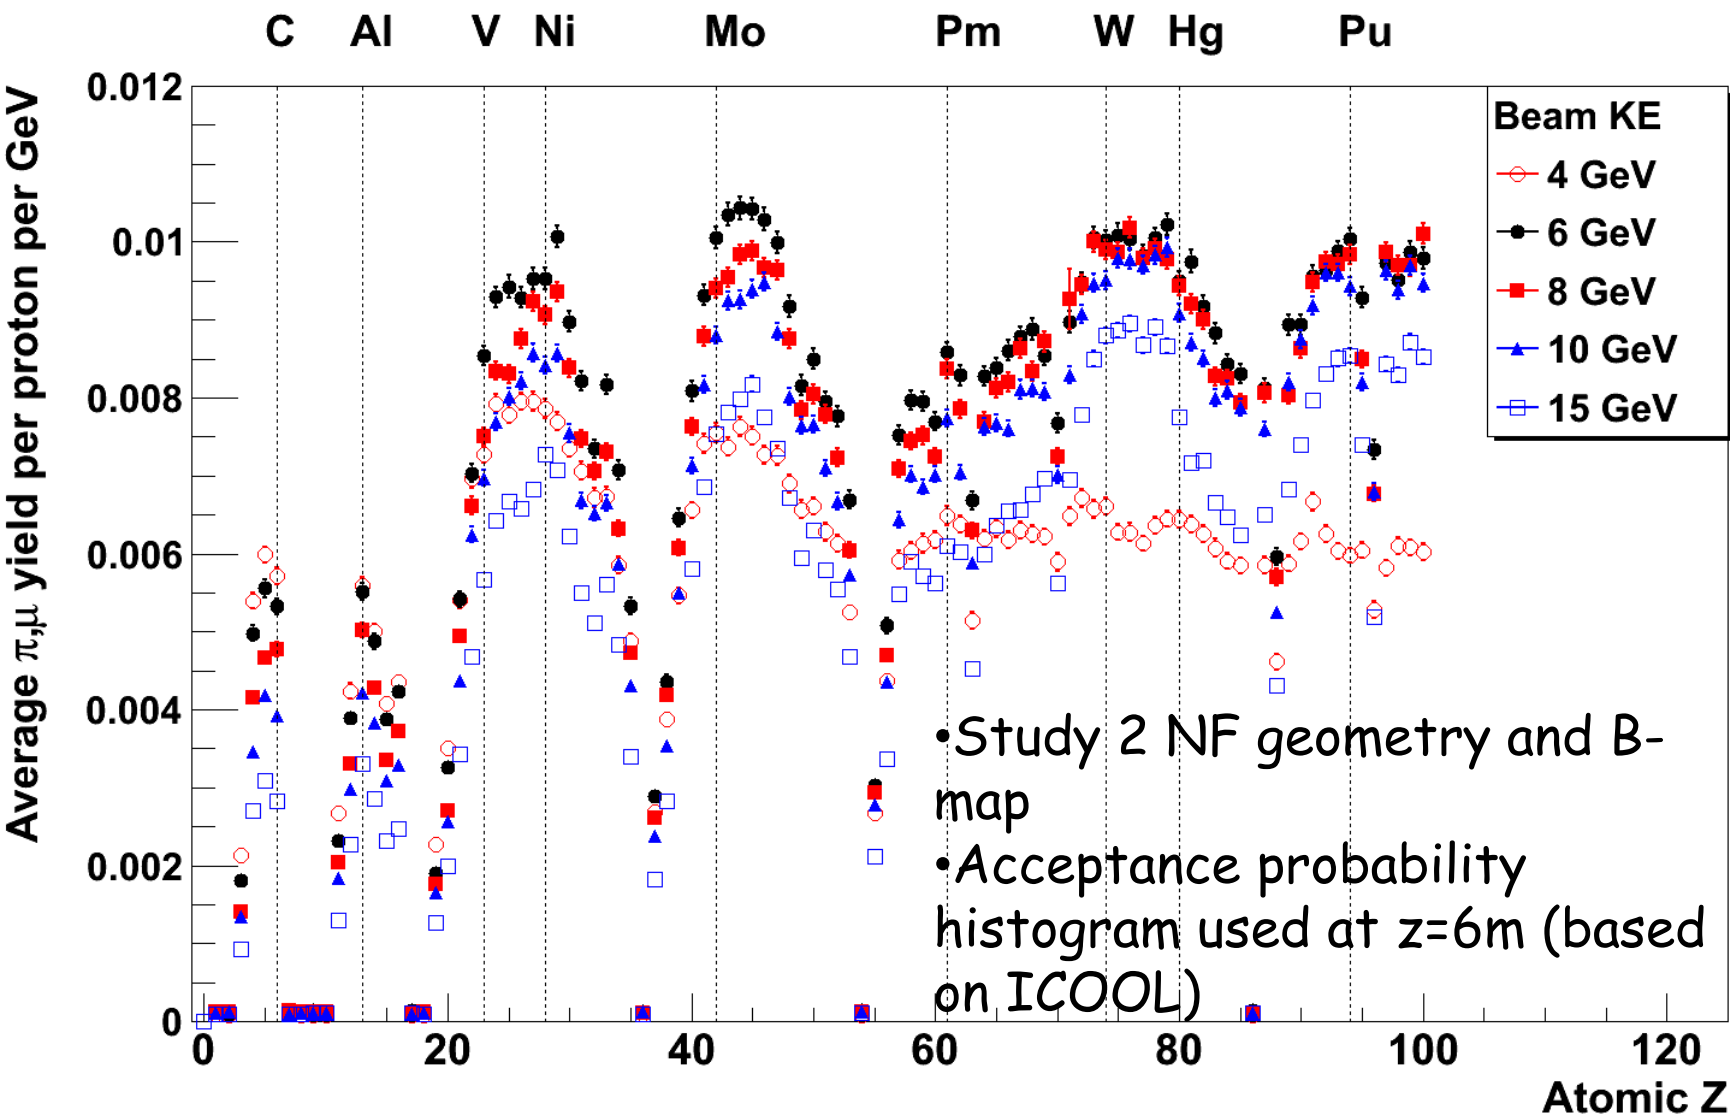 C Al V Ni Mo Pm W Hg Pu
Average π,μ yield per proton per GeV
0.012
0.01
0.008
0.006
0.004
0.002
0
Beam KE
4 GeV
6 GeV
8 GeV
10 GeV
15 GeV
•Study 2 NF geometry and B-
map
•Acceptance probability
histogram used at z=6m (based
on ICOOL)
0 20 40 60 80 100 120
Atomic Z